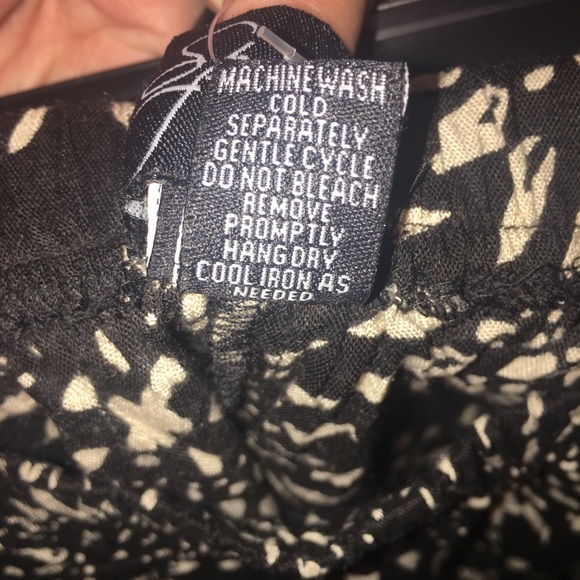 MACHINE WASH
COLD
SEPARATELY
GENTLE CYCLE
DO NOT BLEACH
REMOVE
PROMPTLY
HANG DRY
COOL IRON AS
NEEDED